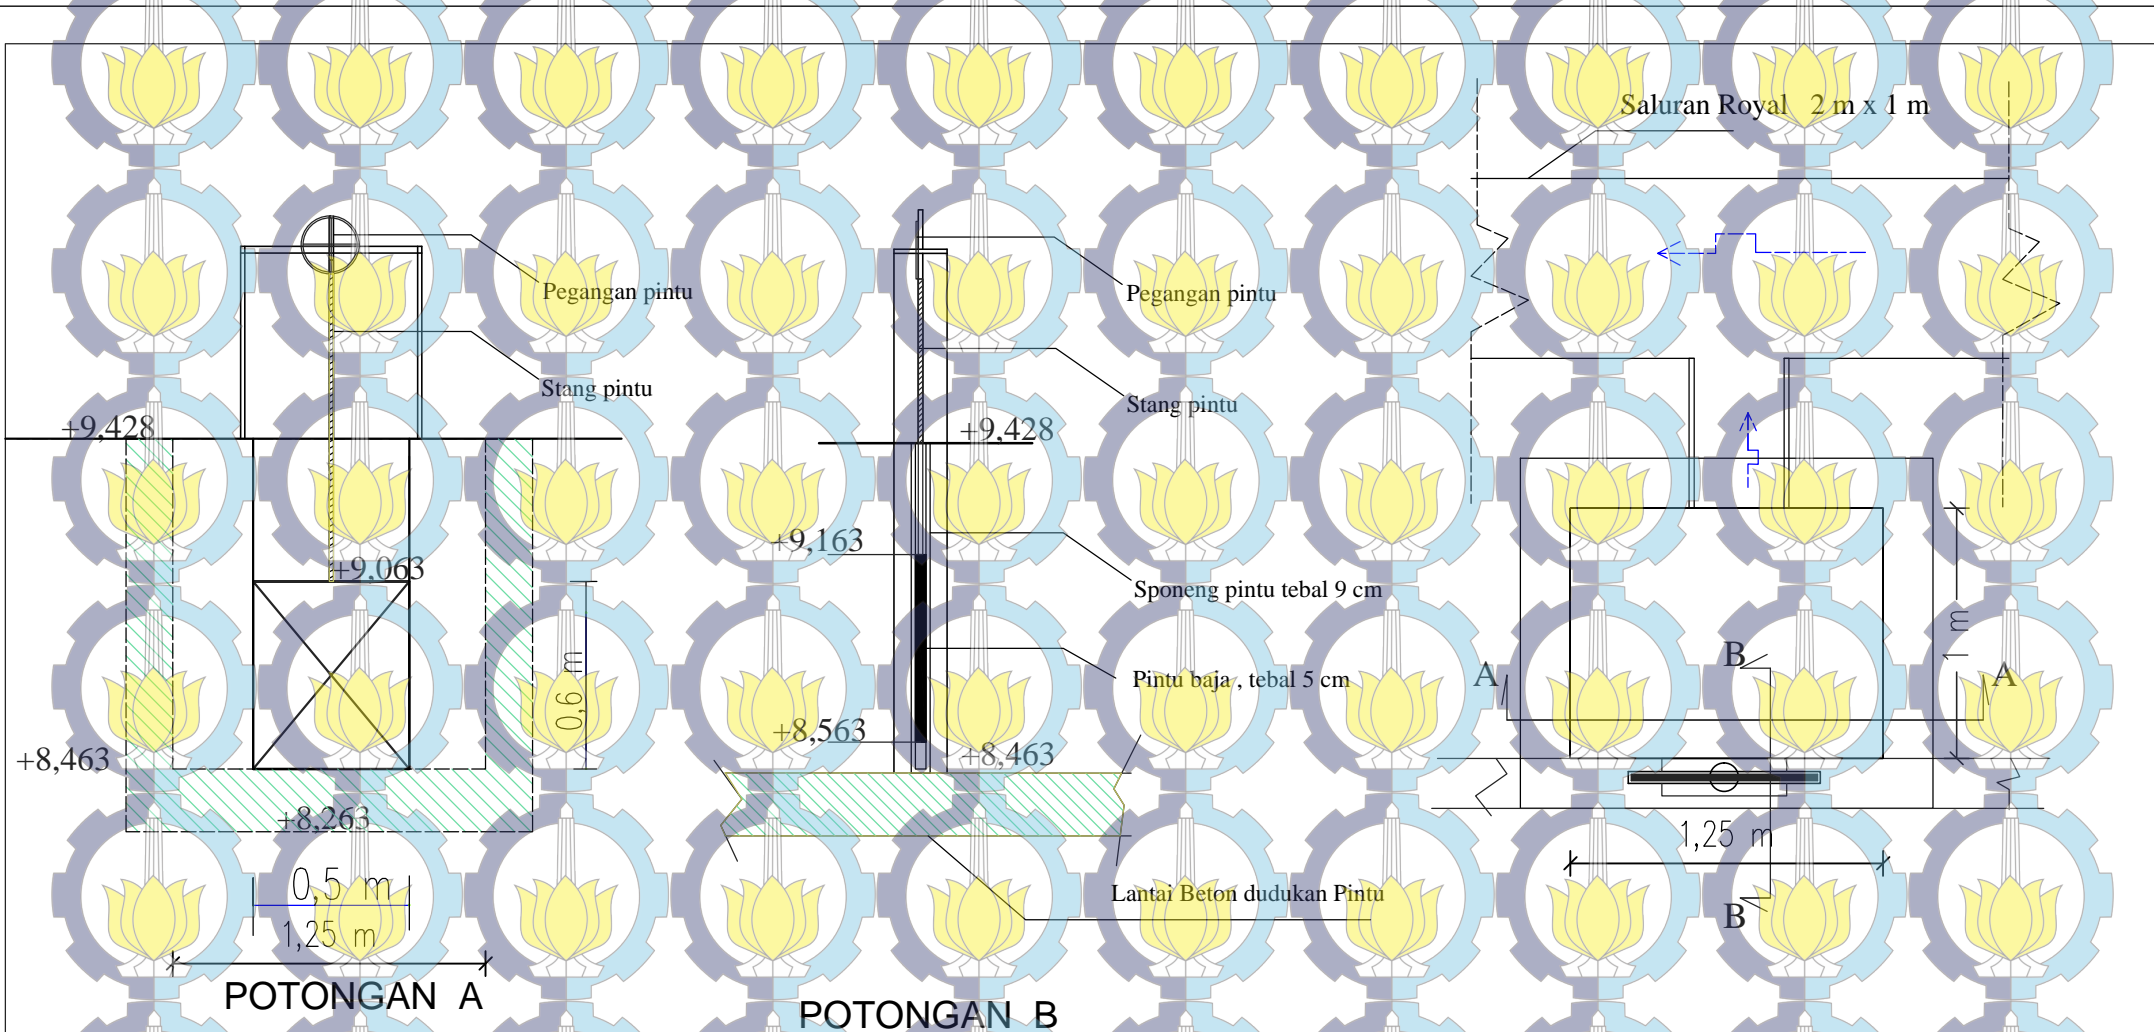 Saluran Royal 2 m x 1 m
Pegangan pintu
Stang pintu
+9,428
+9,063
0,6 m
+8,463
+8,263
0,5 m
1,25 m
POTONGAN A
Pegangan pintu
Stang pintu
+9,428
+9,163
Sponeng pintu tebal 9 cm
Pintu baja , tebal 5 cm
+8,563
+8,463
Lantai Beton dudukan Pintu
POTONGAN B
1 m
B
A
A
1,25 m
B